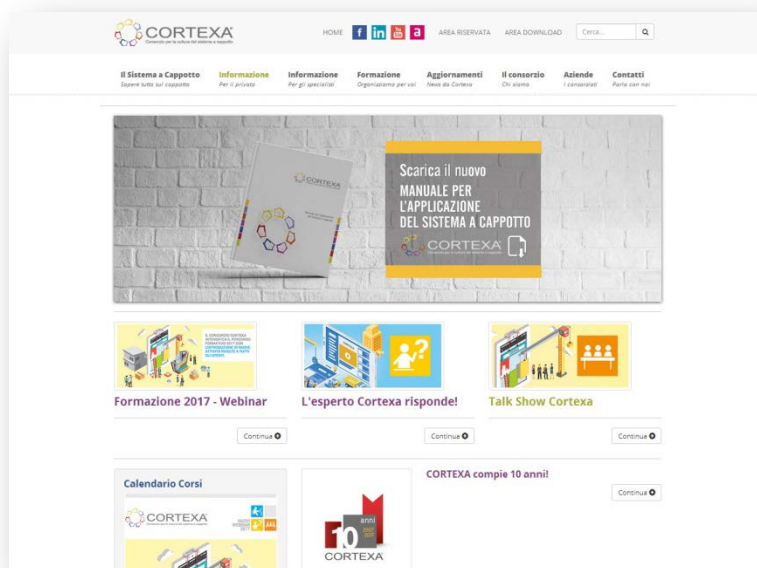 CORTEXA
Consorzio per la cultura del sistema a cappotto
HOME
f in a
AREA RISERVATA
AREA DOWNLOAD
Cerca...
Il Sistema a Cappotto
Sapere tutto sul cappotto
Informazione
Per il privato
Informazione
Per gli specialisti
Formazione
Organizziamo per voi
Aggiornamenti
News da Cortexa
Il consorzio
Chi siamo
Aziende
I consorziati
Contatti
Parla con noi
CORTEXA
Scarica il nuovo
MANUALE PER
L'APPLICAZIONE
DEL SISTEMA A CAPPOTTO
CORTEXA
Formazione 2017 - Webinar
Continua
L'esperto Cortexa risponde!
Continua
Talk Show Cortexa
Continua
Calendario Corsi
CORTEXA
10 anni
CORTEXA
CORTEXA compie 10 anni!
Continua